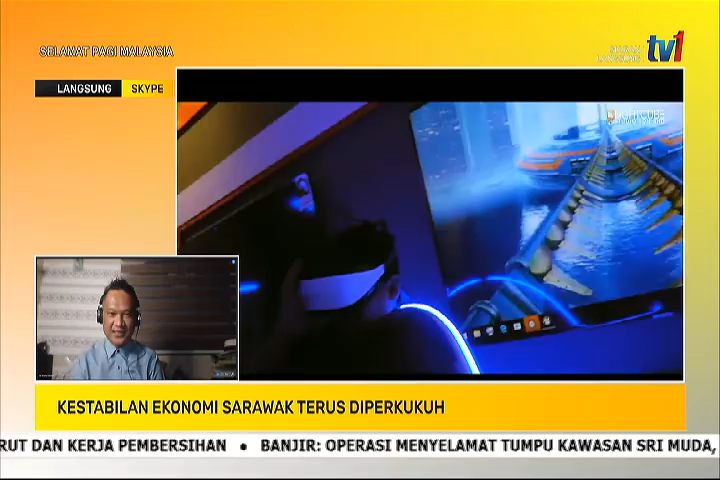 SELAMAT PAGI MALAYSIA
tv1
LANGSUNG SKYPE
KESTABILAN EKONOMI SARAWAK TERUS DIPERKUKUH
RUT DAN KERJA PEMBERSIHAN • BANJIR: OPERASI MENYELAMAT TUMPU KAWASAN SRI MUDA,